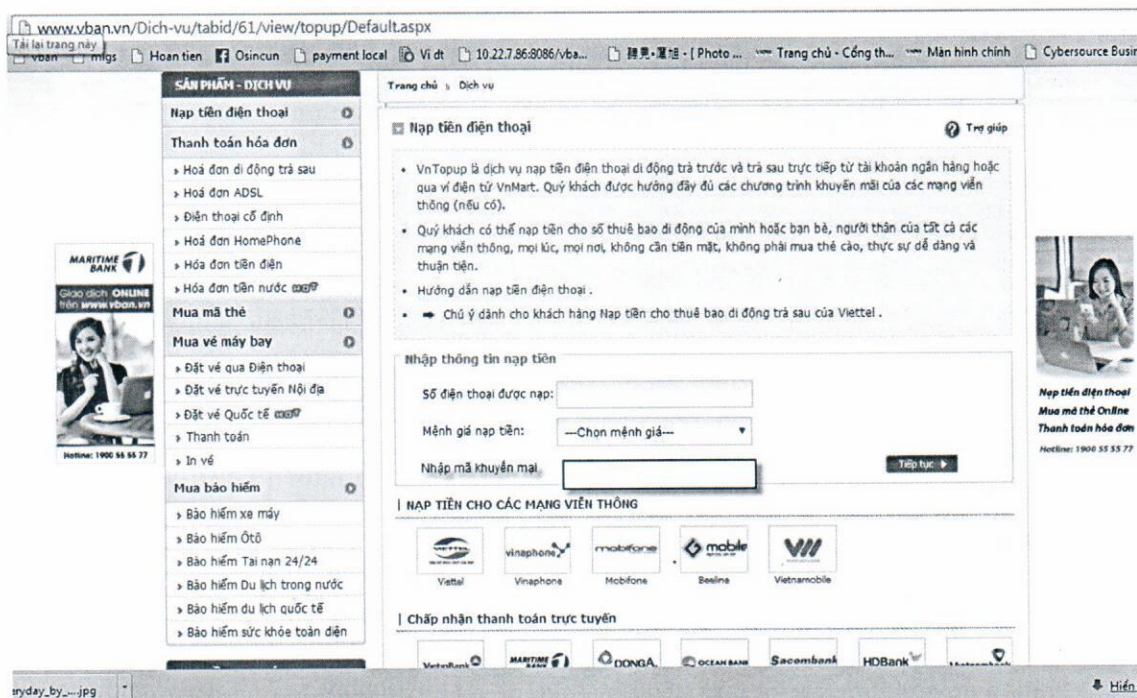 www.vban.vn/Dich-vu/tabid/61/view/topup/Default.aspx
Tải lại trang này
vban migs Hoan tien Osincun payment local Vi dt 10.22.7.86:8086/vba... [ Photo ... Trang chủ - Cổng th... Màn hình chính Cybersource Busin
SẢN PHẨM - DỊCH VỤ
Nạp tiền điện thoại
Thanh toán hóa đơn
» Hoá đơn di động trả sau
» Hoá đơn ADSL
» Điện thoại cố định
» Hoá đơn HomePhone
» Hóa đơn tiền điện
» Hóa đơn tiền nước
Mua mã thẻ
Mua vé máy bay
» Đặt vé qua Điện thoại
» Đặt vé trực tuyến Nội địa
» Đặt vé Quốc tế
» Thanh toán
» In vé
Mua bảo hiểm
» Bảo hiểm xe máy
» Bảo hiểm Ôtô
» Bảo hiểm Tai nạn 24/24
» Bảo hiểm Du lịch trong nước
» Bảo hiểm du lịch quốc tế
» Bảo hiểm sức khỏe toàn diện
MARITIME
BANK
Giao dịch ONLINE
trên www.vban.vn
Hotline: 1900 55 55 77
Trang chủ » Dịch vụ
Nạp tiền điện thoại
Trợ giúp
• VnTopup là dịch vụ nạp tiền điện thoại di động trả trước và trả sau trực tiếp từ tài khoản ngân hàng hoặc
qua ví điện tử VnMart. Quý khách được hưởng đầy đủ các chương trình khuyến mãi của các mạng viễn
thông (nếu có).
• Quý khách có thể nạp tiền cho số thuê bao di động của mình hoặc bạn bè, người thân của tất cả các
mạng viễn thông, mọi lúc, mọi nơi, không cần tiền mặt, không phải mua thẻ cào, thực sự dễ dàng và
thuận tiện.
• Hướng dẫn nạp tiền điện thoại .
• ➡ Chú ý dành cho khách hàng Nạp tiền cho thuê bao di động trả sau của Viettel .
Nhập thông tin nạp tiền
Số điện thoại được nạp:
Mệnh giá nạp tiền: ---Chọn mệnh giá---
Nhập mã khuyến mại
Tiếp tục
| NẠP TIỀN CHO CÁC MẠNG VIỄN THÔNG
VIETTEL vinaphone mobifone mobile
Viettel Vinaphone Mobifone Beeline Vietnamobile
| Chấp nhận thanh toán trực tuyến
VietinBank MARITIME DONGA. OCEAN BANK Sacombank HDBank
Nạp tiền điện thoại
Mua mã thẻ Online
Thanh toán hóa đơn
Hotline: 1900 55 55 77
eryday_by_....jpg
Hiển